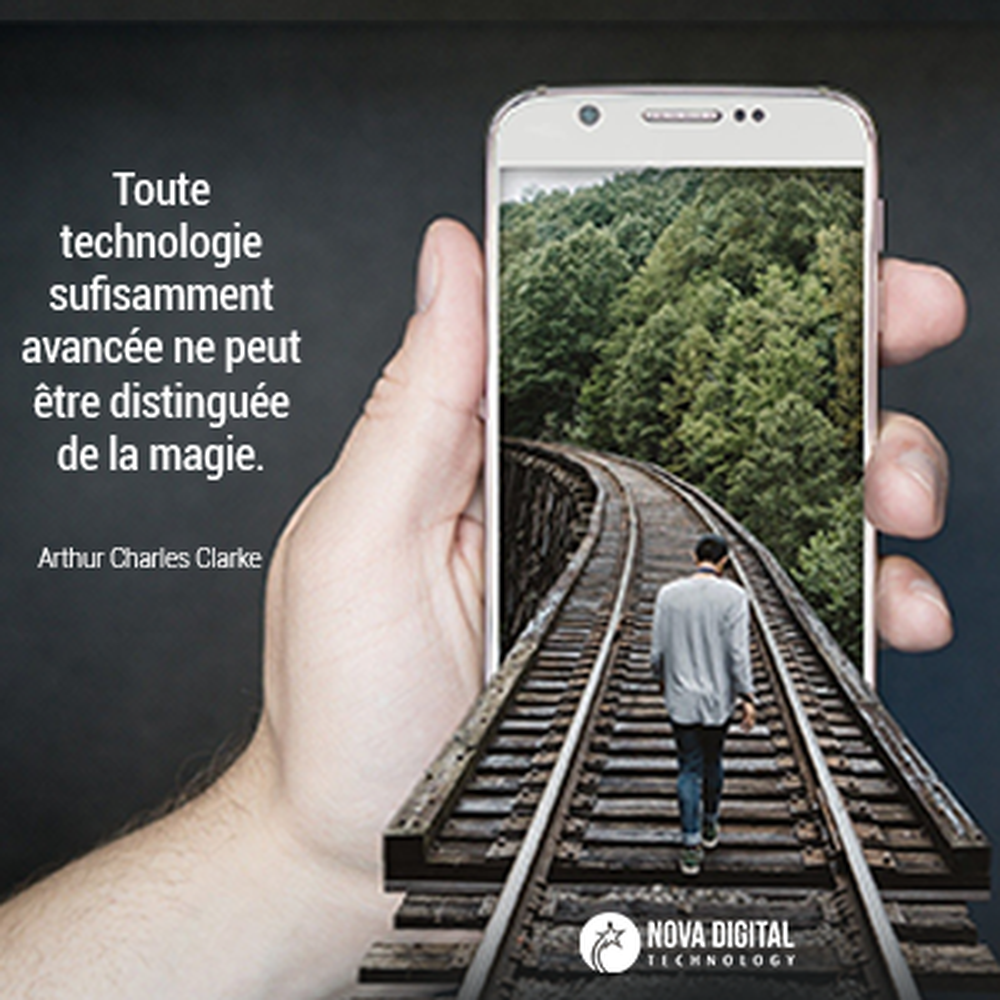 Toute
technologie
sufisamment
avancée ne peut
être distinguée
de la magie.
Arthur Charles Clarke
NOVA DIGITAL
TECHNOLOGY